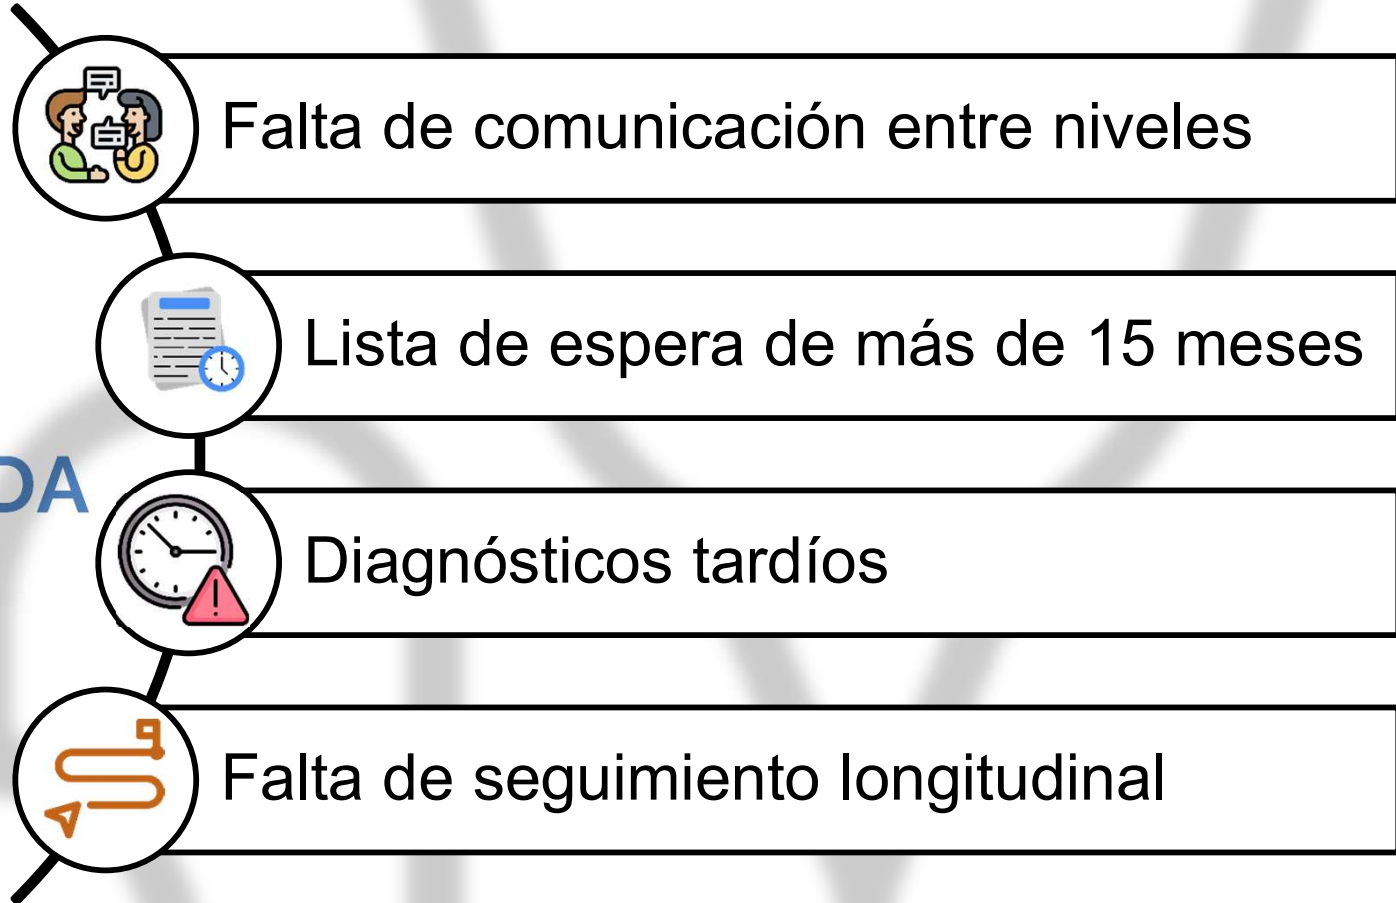 Falta de comunicación entre niveles
Lista de espera de más de 15 meses
DA
Diagnósticos tardíos
Falta de seguimiento longitudinal